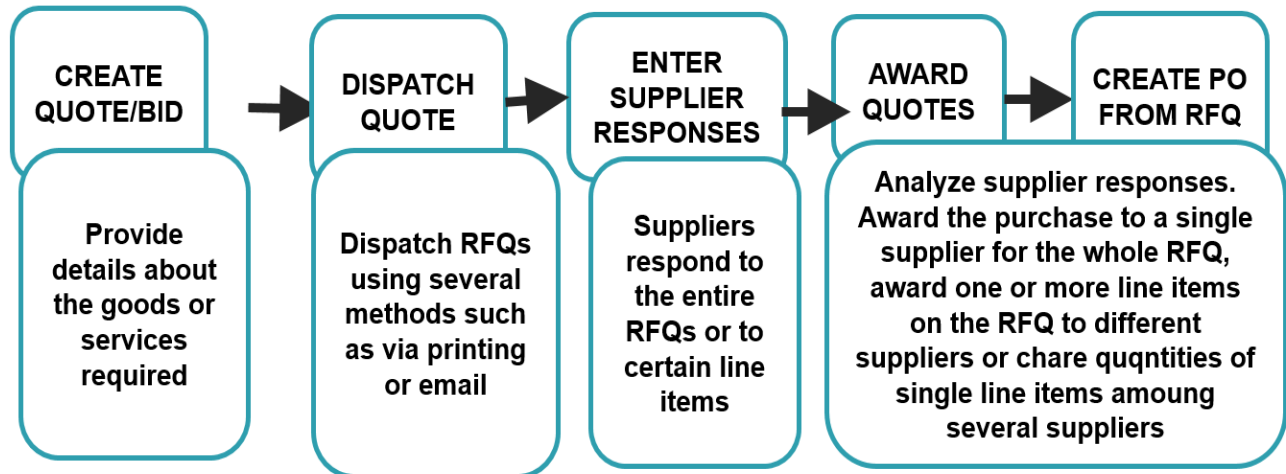 CREATE
QUOTE/BID
DISPATCH
QUOTE
ENTER
SUPPLIER
RESPONSES
AWARD
QUOTES
CREATE PO
FROM RFQ
Provide
details about
the goods or
services
required
Dispatch RFQs
using several
methods such
as via printing
or email
Suppliers
respond to
the entire
RFQs or to
certain line
items
Analyze supplier responses.
Award the purchase to a single
supplier for the whole RFQ,
award one or more line items
on the RFQ to different
suppliers or chare quqntities of
single line items amoung
several suppliers